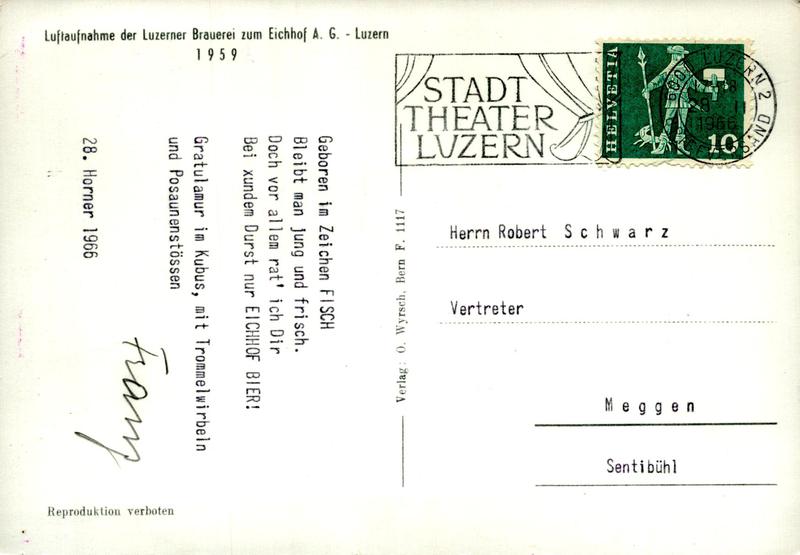 Luftaufnahme der Luzerner Brauerei zum Eichhof A. G. - Luzern
1959
STADT
THEATER
LUZERN
HELVETIA
10
LUZERN 2
1966
Geboren im Zeichen FISCH
Bleibt man jung und frisch.
Doch vor allem rat' ich Dir
Bei xundem Durst nur EICHHOF BIER!
Gratulamur im Kubus, mit Trommelwirbeln
und Posaunenstössen
28. Horner 1966
Franz
Verlag: O. Wyrsch, Bern F. 1117
Herrn Robert Schwarz
Vertreter
Meggen
Sentibühl
Reproduktion verboten